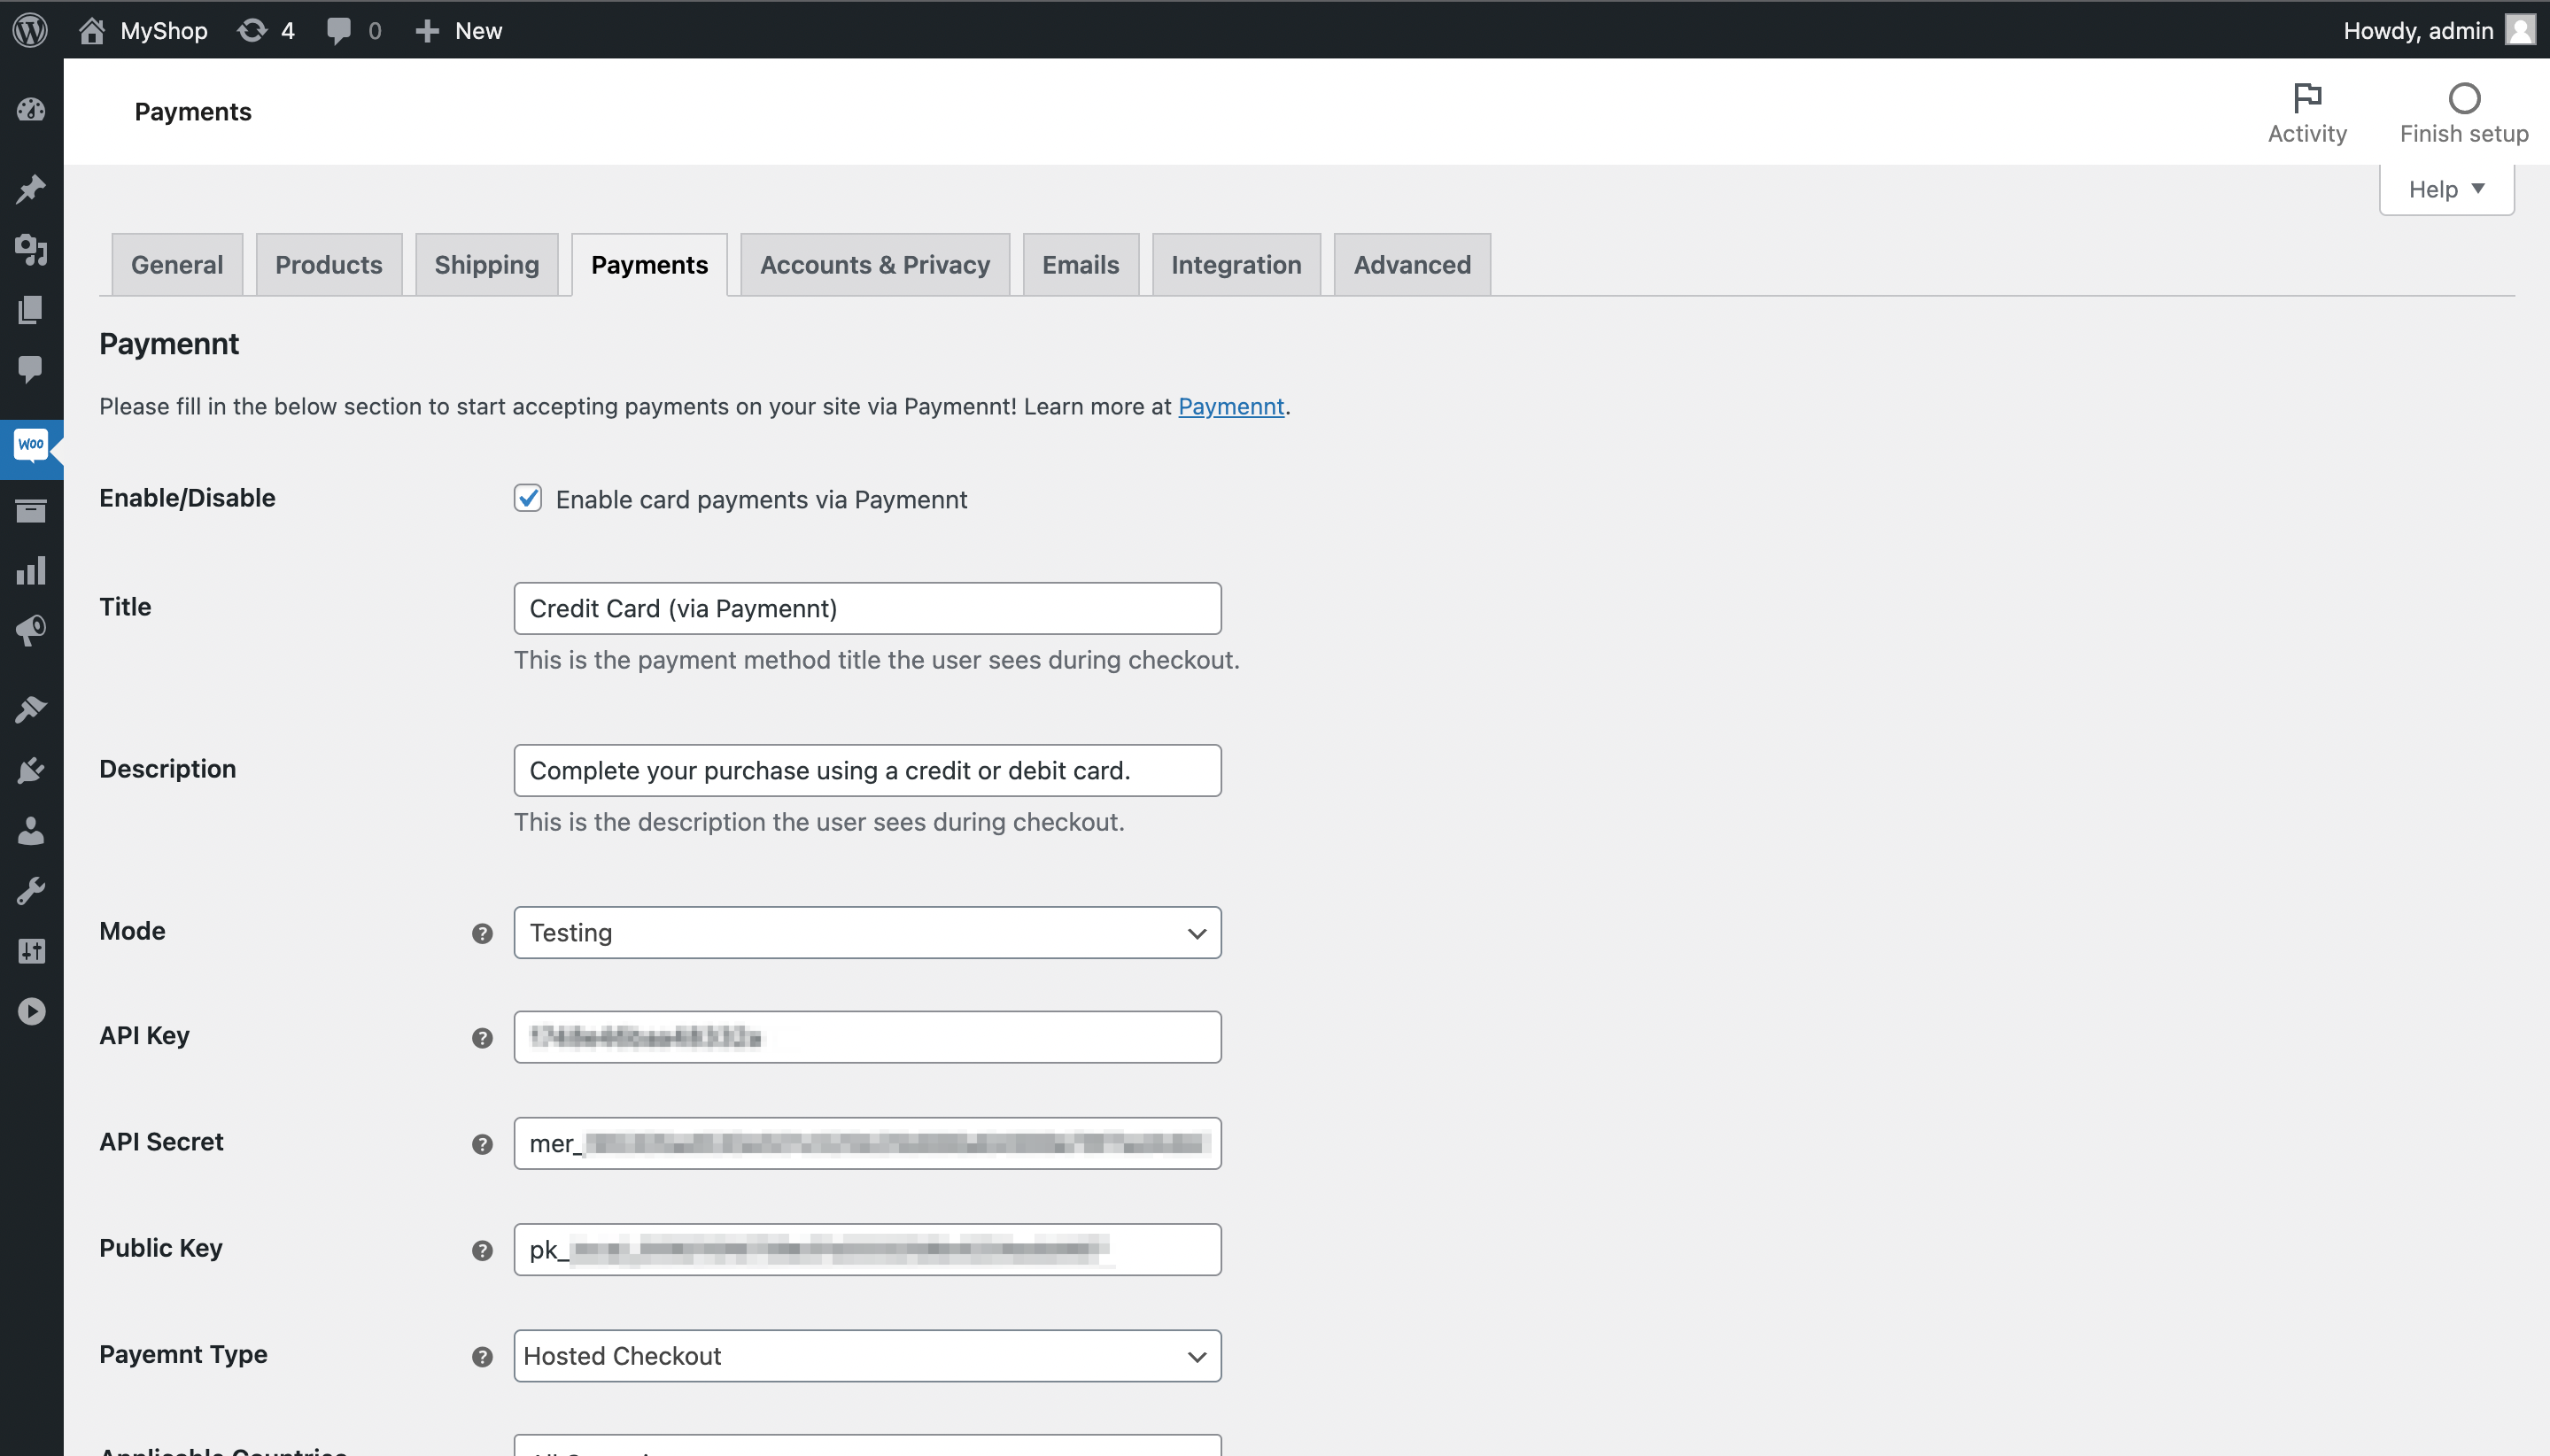 MyShop 4 0 New Howdy, admin
Payments
Activity Finish setup
Help
General Products Shipping Payments Accounts & Privacy Emails Integration Advanced
Paymennt
Please fill in the below section to start accepting payments on your site via Paymennt! Learn more at Paymennt.
Woo
Enable/Disable Enable card payments via Paymennt
Title Credit Card (via Paymennt)
This is the payment method title the user sees during checkout.
Description Complete your purchase using a credit or debit card.
This is the description the user sees during checkout.
Mode ? Testing
API Key ?
API Secret ? mer_
Public Key ? pk_
Payemnt Type ? Hosted Checkout